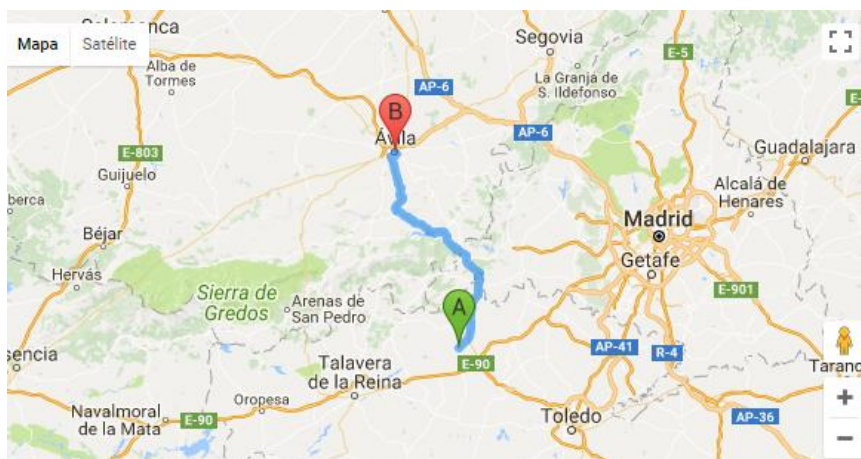 Mapa
Satélite
Alba de
Tormes
AP-6
Segovia
La Granja de
S. Ildefonso
E-5
B
Ávila
AP-6
E-803
Guijuelo
Guadalajara
Alcalá de
Henares
Madrid
Getafe
Béjar
Hervás
Sierra de
Gredos
Arenas de
San Pedro
A
E-901
E-90
AP-41
R-4
Talavera
de la Reina
Oropesa
Navalmoral
de la Mata
E-90
Toledo
AP-36
+
−